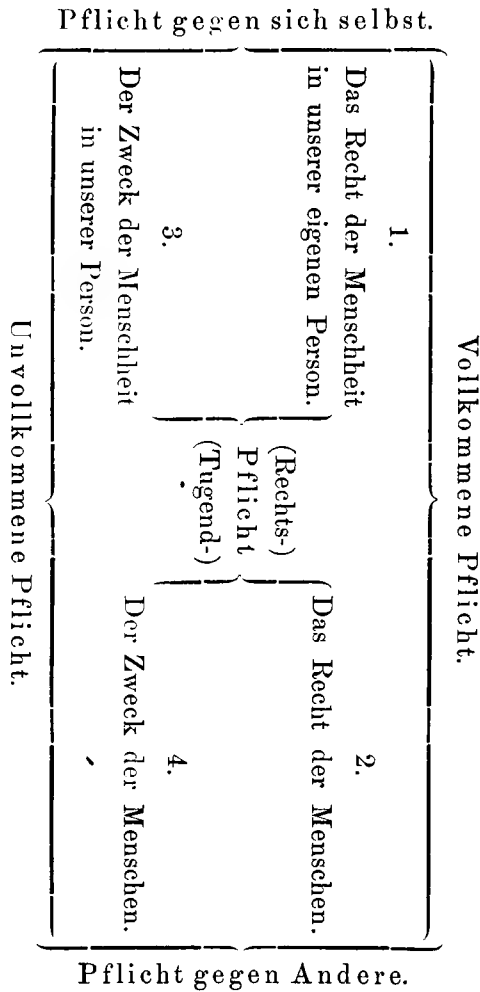 Vollkommene Pflicht.
Pflicht gegen sich selbst.
1.
Das Recht der Menschheit
in unserer eigenen Person.
2.
Das Recht der Menschen.
(Rechts-)
Pflicht
(Tugend-)
3.
Der Zweck der Menschheit
in unserer Person.
4.
Der Zweck der Menschen.
Pflicht gegen Andere.
Unvollkommene Pflicht.